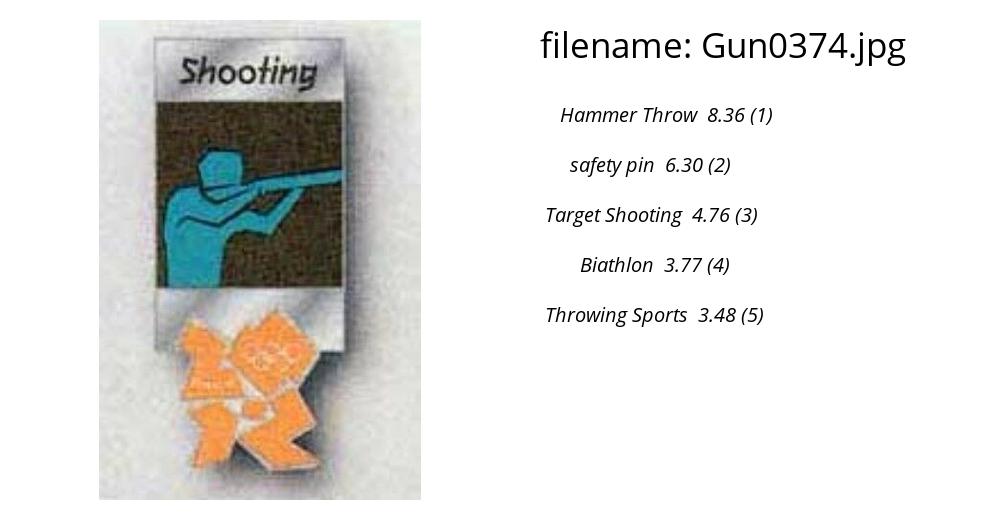 Shooting
filename: Gun0374.jpg
Hammer Throw 8.36 (1)
safety pin 6.30 (2)
Target Shooting 4.76 (3)
Biathlon 3.77 (4)
Throwing Sports 3.48 (5)